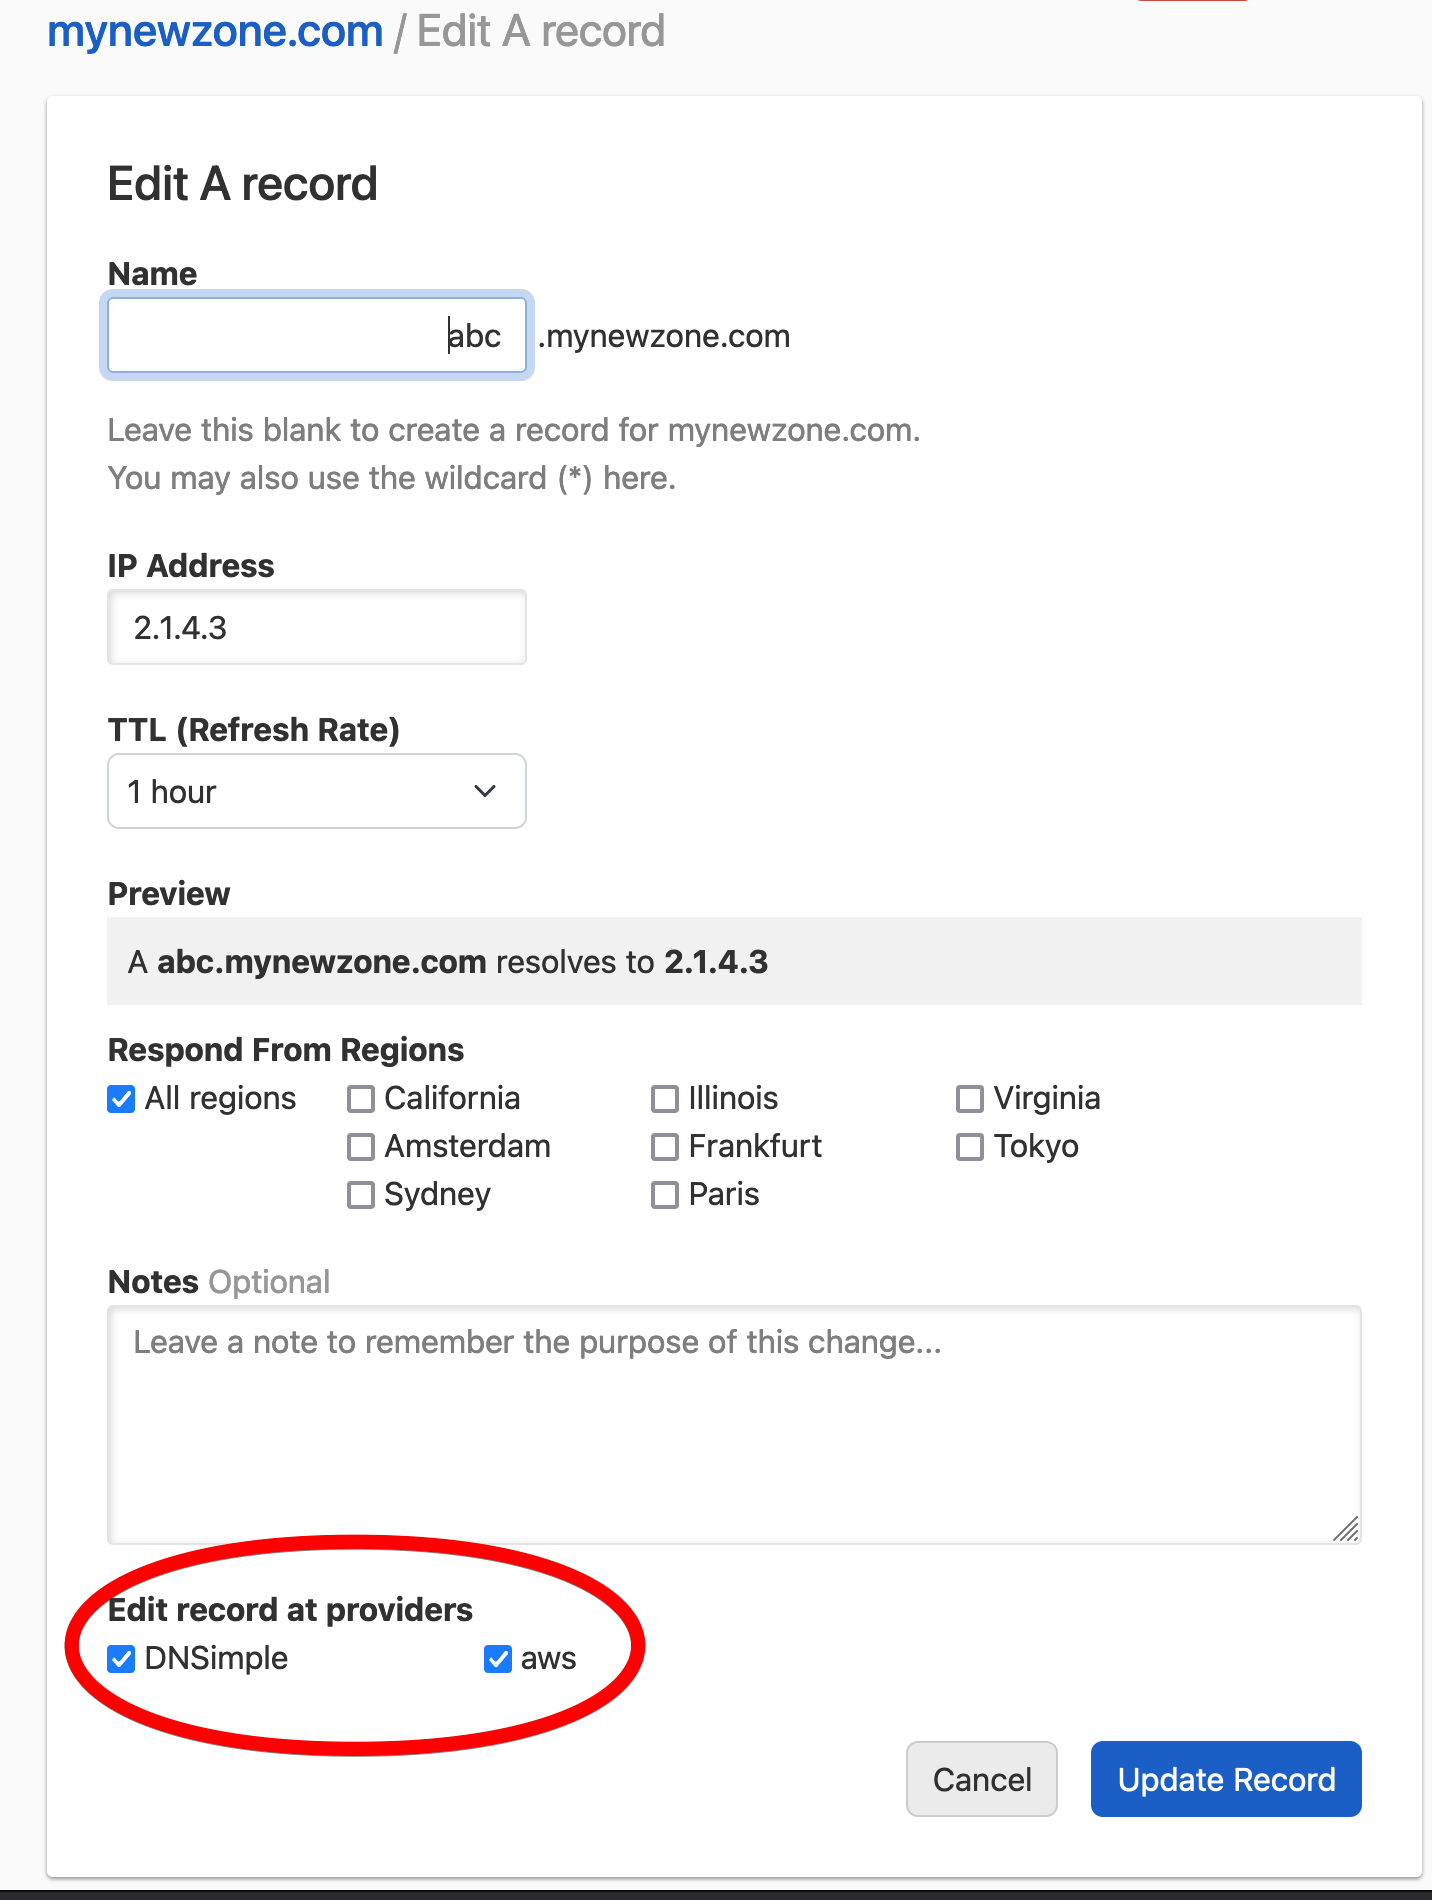 mynewzone.com / Edit A record
Edit A record
Name
abc .mynewzone.com
Leave this blank to create a record for mynewzone.com.
You may also use the wildcard (*) here.
IP Address
2.1.4.3
TTL (Refresh Rate)
1 hour
Preview
A abc.mynewzone.com resolves to 2.1.4.3
Respond From Regions
All regions California Illinois Virginia
Amsterdam Frankfurt Tokyo
Sydney Paris
Notes Optional
Leave a note to remember the purpose of this change...
Edit record at providers
DNSimple aws
Cancel Update Record